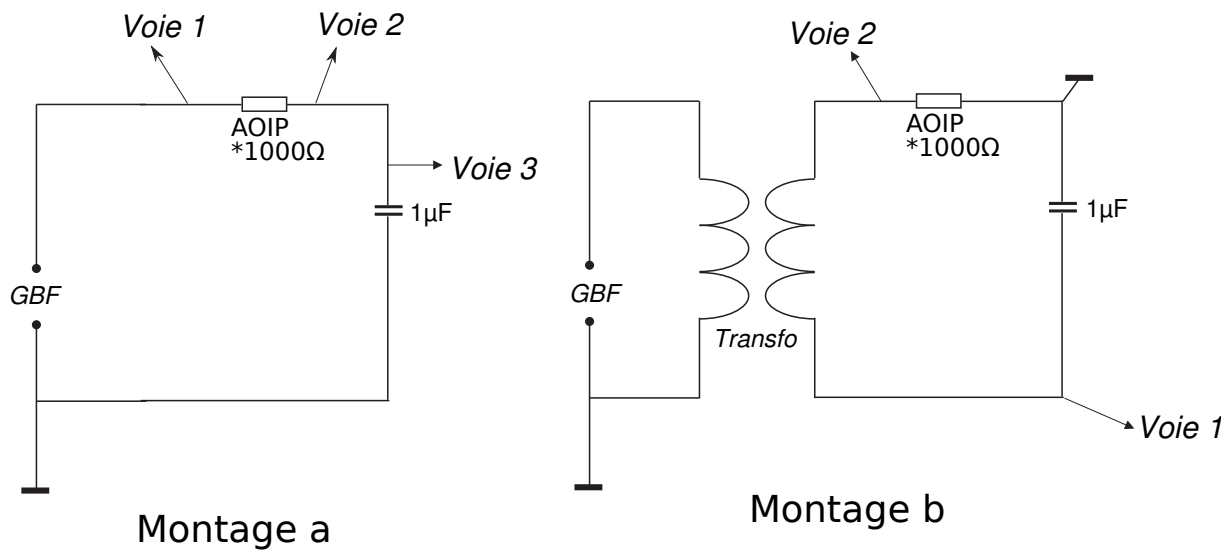 Voie 1
Voie 2
AOIP
*1000Ω
Voie 3
1µF
GBF
Montage a
Voie 2
AOIP
*1000Ω
1µF
GBF
Transfo
Voie 1
Montage b